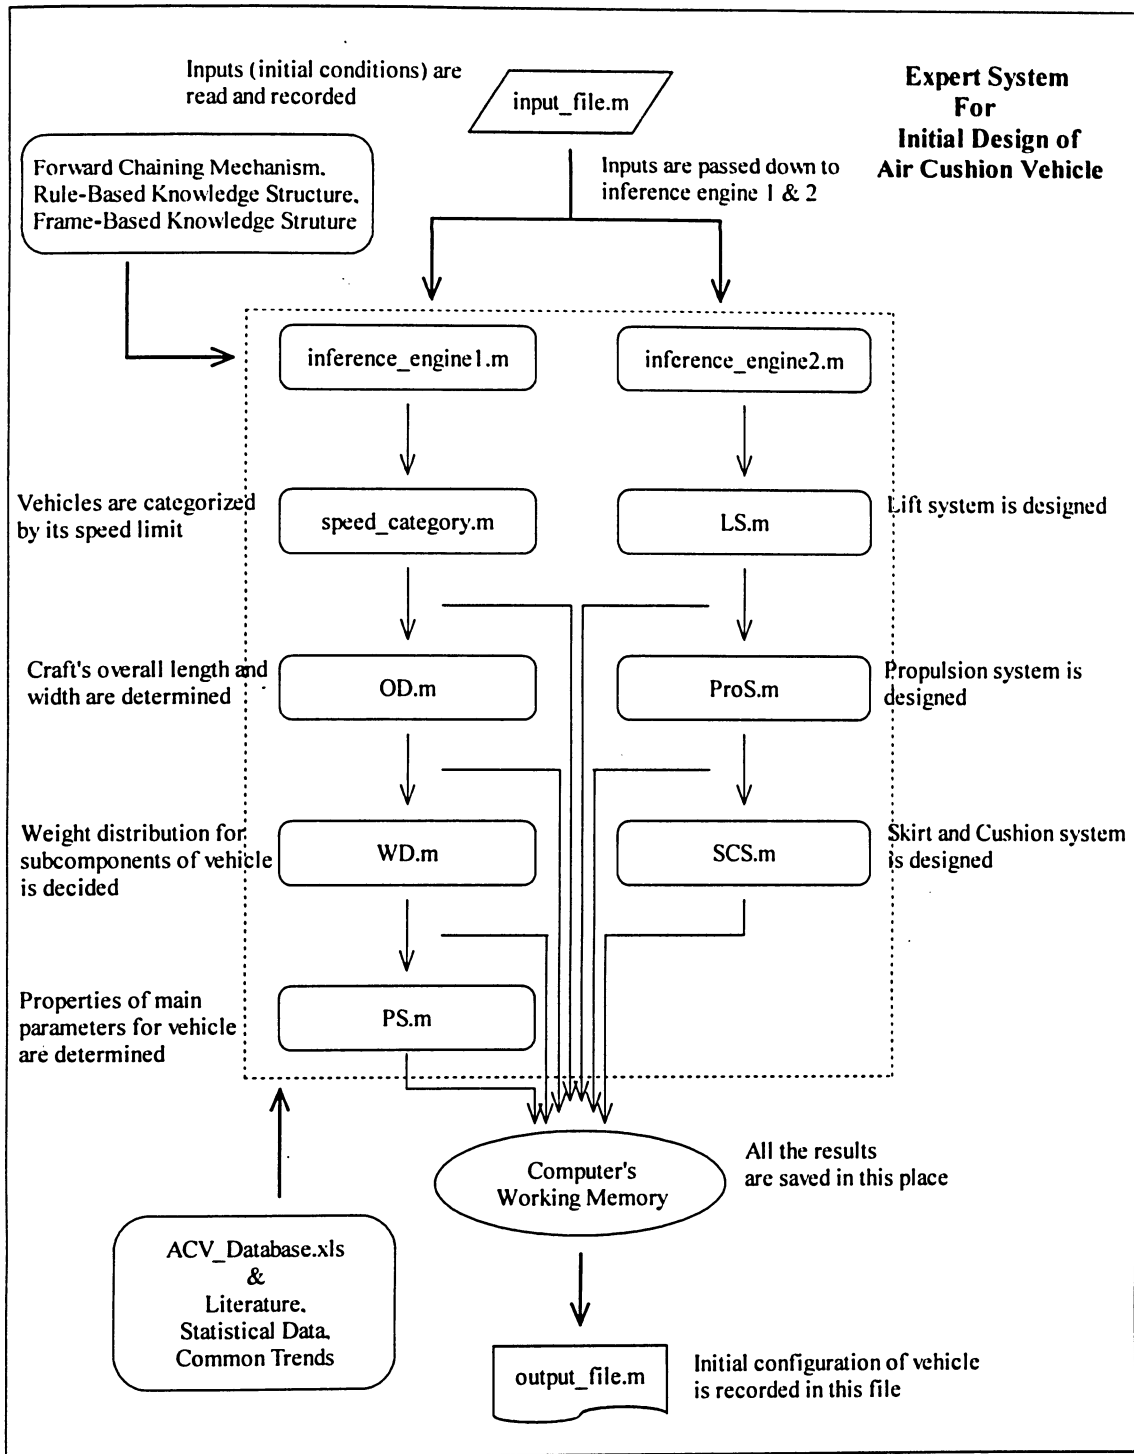 Inputs (initial conditions) are
read and recorded
input_file.m
Expert System
For
Initial Design of
Air Cushion Vehicle
Forward Chaining Mechanism,
Rule-Based Knowledge Structure,
Frame-Based Knowledge Struture
Inputs are passed down to
inference engine 1 & 2
inference_engine1.m
inference_engine2.m
Vehicles are categorized
by its speed limit
speed_category.m
LS.m
Lift system is designed
Craft's overall length and
width are determined
OD.m
ProS.m
Propulsion system is
designed
Weight distribution for
subcomponents of vehicle
is decided
WD.m
SCS.m
Skirt and Cushion system
is designed
Properties of main
parameters for vehicle
are determined
PS.m
Computer's
Working Memory
All the results
are saved in this place
ACV_Database.xls
&
Literature,
Statistical Data,
Common Trends
output_file.m
Initial configuration of vehicle
is recorded in this file